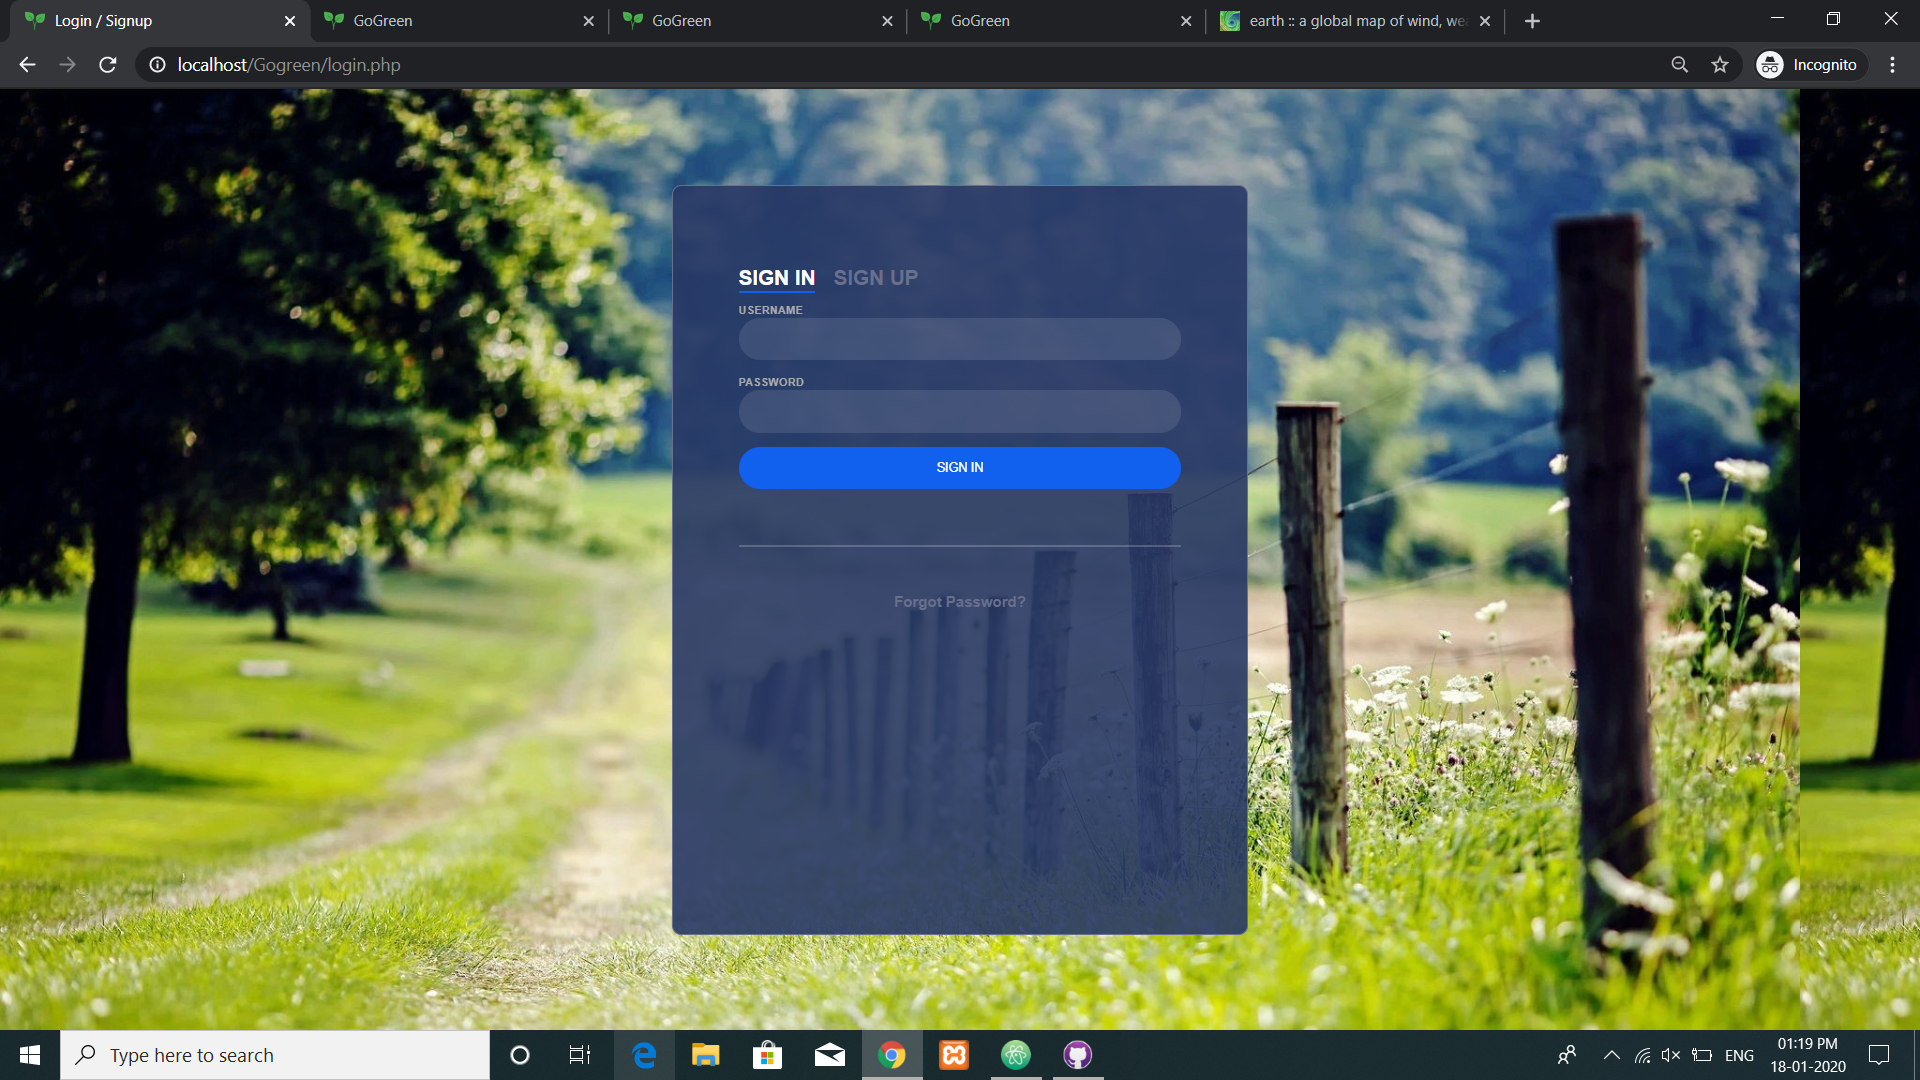 Login / Signup
GoGreen
GoGreen
GoGreen
earth :: a global map of wind, wea
localhost/Gogreen/login.php
Incognito
SIGN IN SIGN UP
USERNAME
PASSWORD
SIGN IN
Forgot Password?
Type here to search
ENG
01:19 PM
18-01-2020